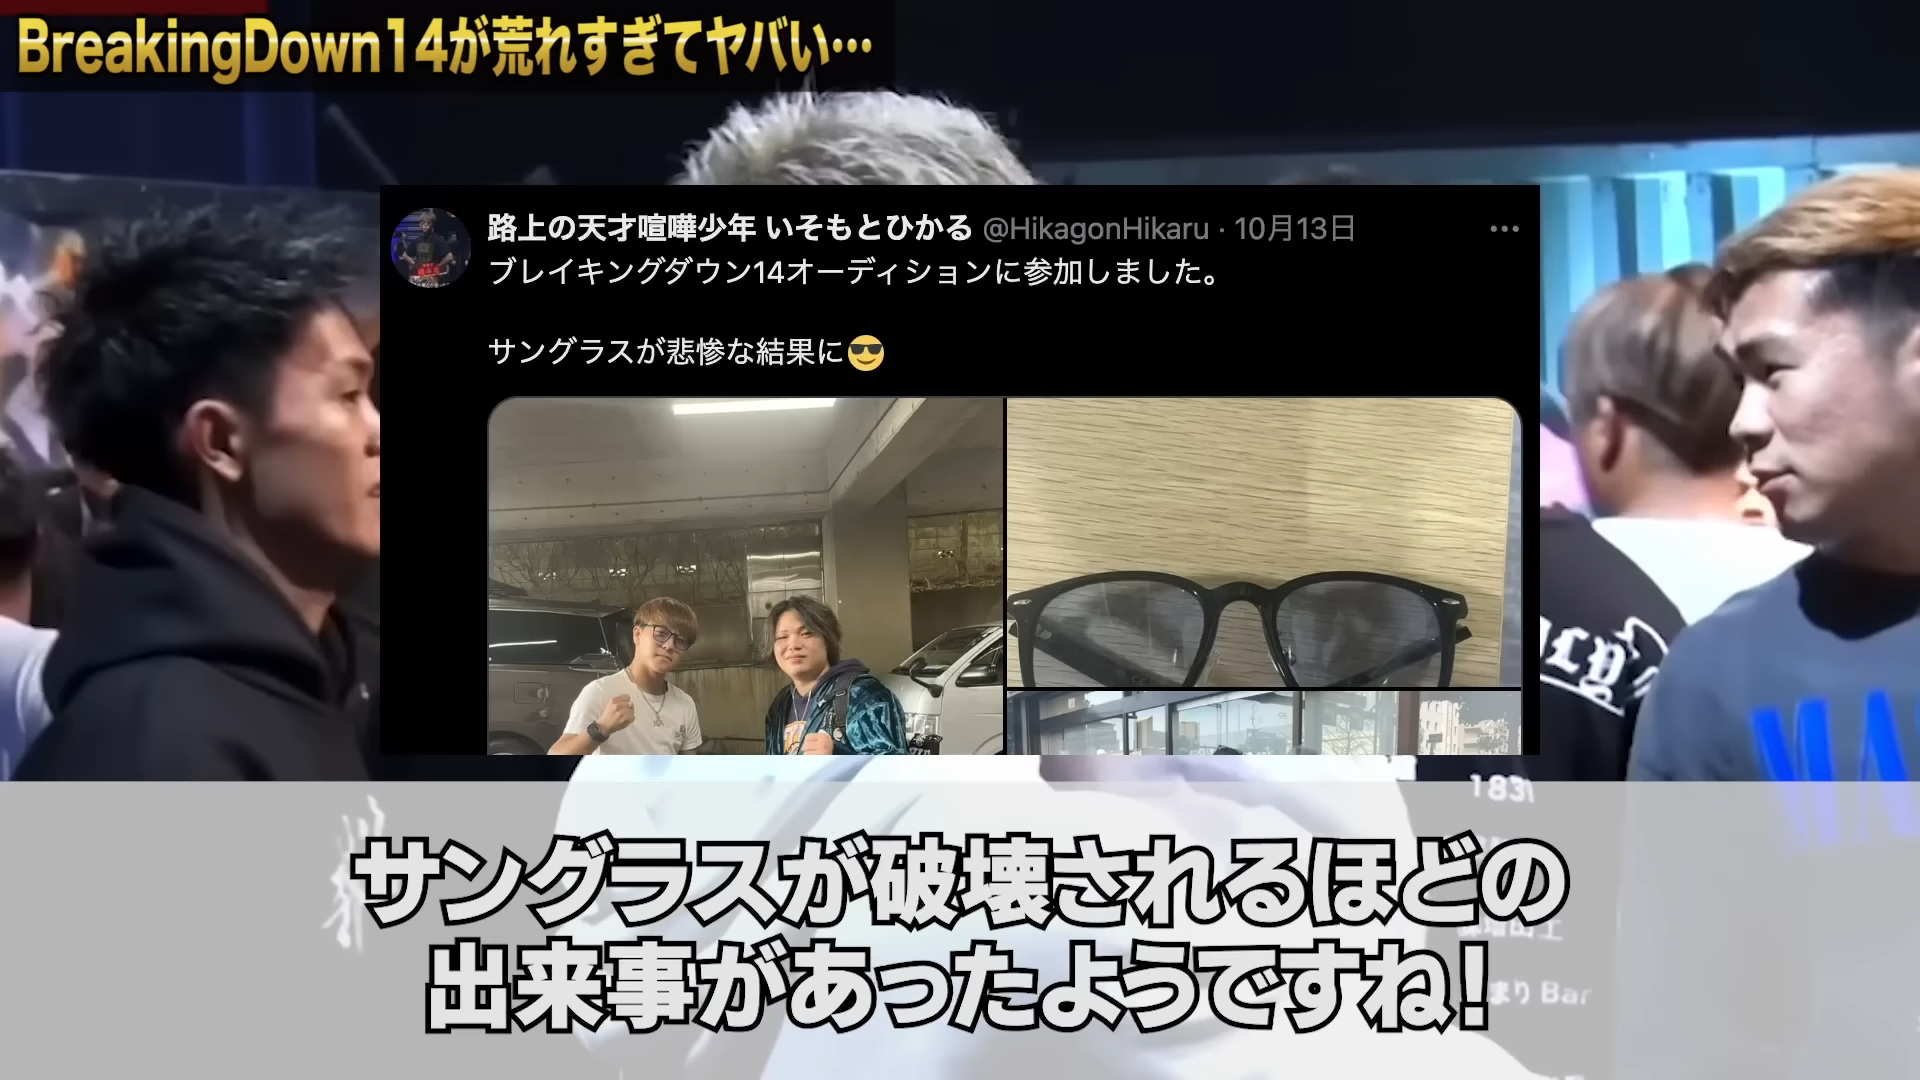 BreakingDown14が荒れすぎてヤバい…
路上の天才喧嘩少年 いそもとひかる @HikagonHikaru · 10月13日
ブレイキングダウン14オーディションに参加しました。
サングラスが悲惨な結果に😎
サングラスが破壊されるほどの
出来事があったようですね！